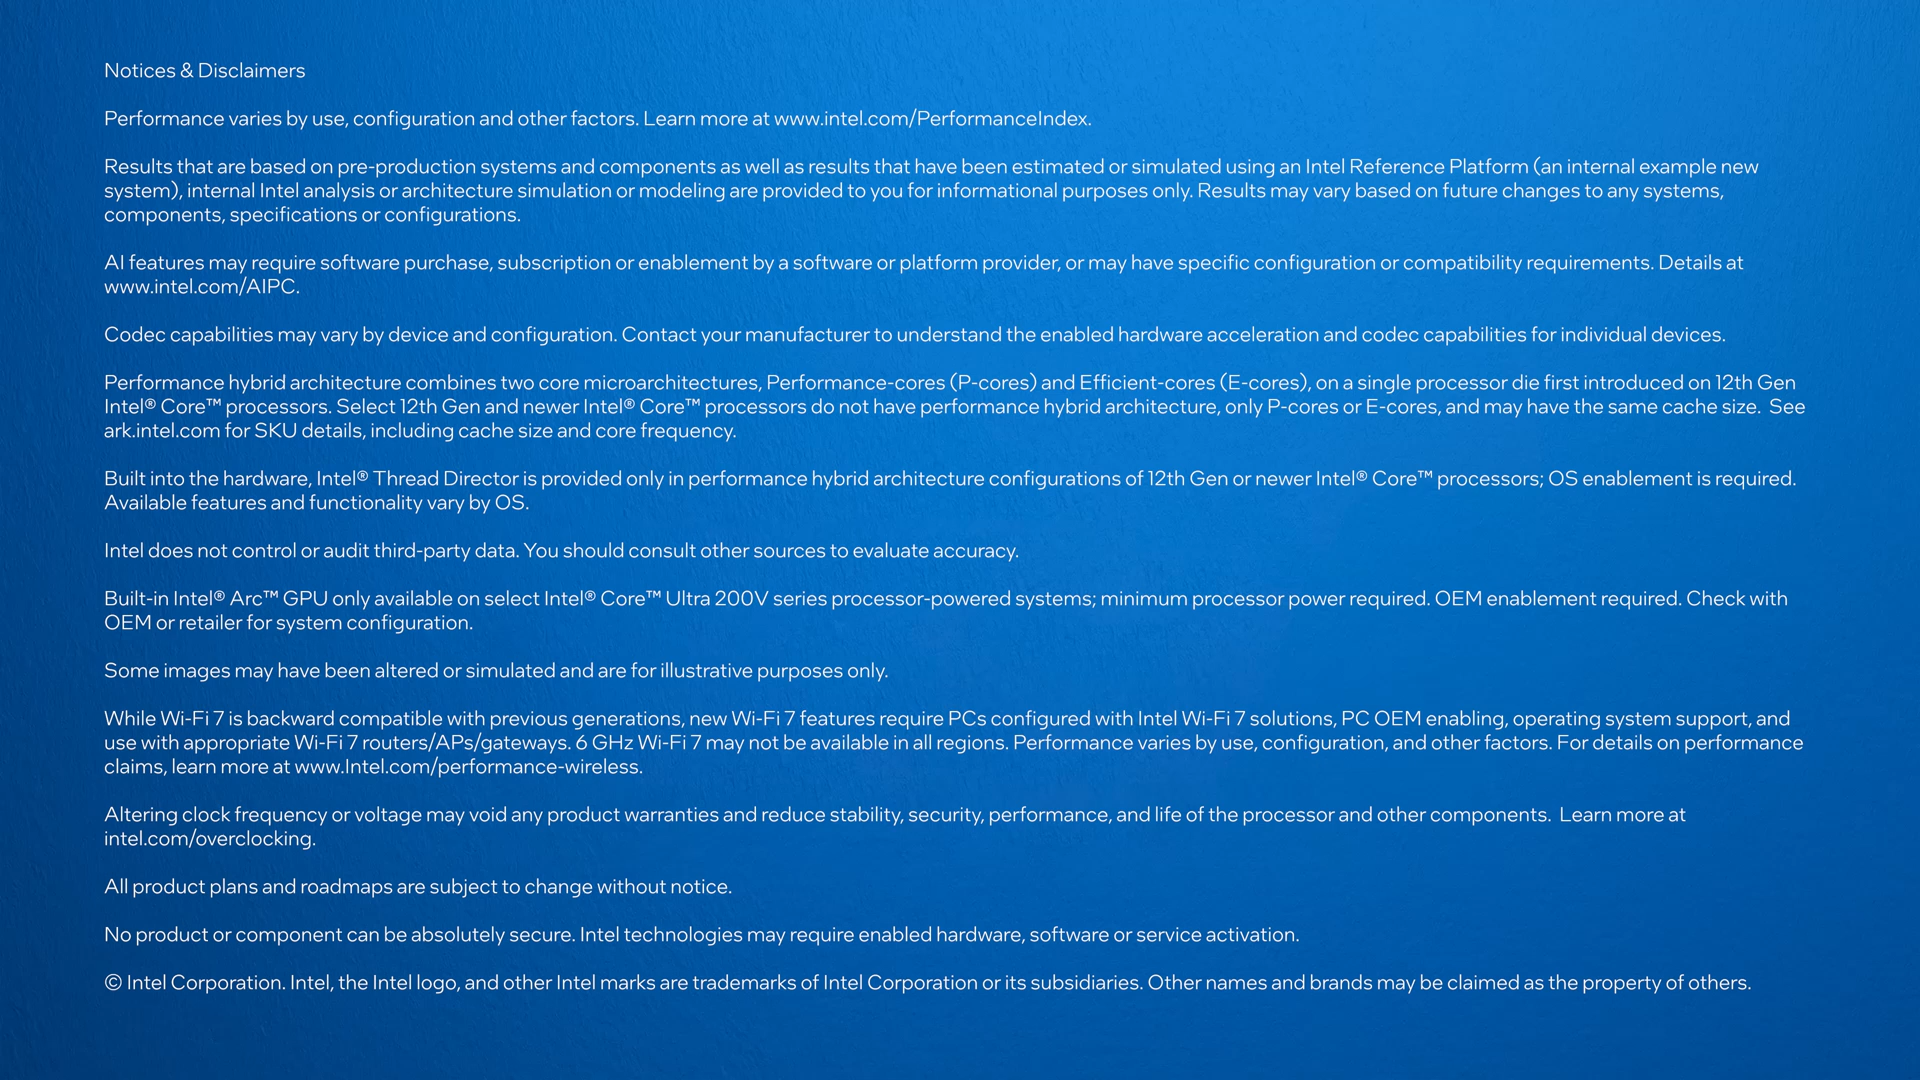 Notices & Disclaimers
Performance varies by use, configuration and other factors. Learn more at www.intel.com/PerformanceIndex.
Results that are based on pre-production systems and components as well as results that have been estimated or simulated using an Intel Reference Platform (an internal example new
system), internal Intel analysis or architecture simulation or modeling are provided to you for informational purposes only. Results may vary based on future changes to any systems,
components, specifications or configurations.
AI features may require software purchase, subscription or enablement by a software or platform provider, or may have specific configuration or compatibility requirements. Details at
www.intel.com/AIPC.
Codec capabilities may vary by device and configuration. Contact your manufacturer to understand the enabled hardware acceleration and codec capabilities for individual devices.
Performance hybrid architecture combines two core microarchitectures, Performance-cores (P-cores) and Efficient-cores (E-cores), on a single processor die first introduced on 12th Gen
Intel® Core™ processors. Select 12th Gen and newer Intel® Core™ processors do not have performance hybrid architecture, only P-cores or E-cores, and may have the same cache size.  See
ark.intel.com for SKU details, including cache size and core frequency.
Built into the hardware, Intel® Thread Director is provided only in performance hybrid architecture configurations of 12th Gen or newer Intel® Core™ processors; OS enablement is required.
Available features and functionality vary by OS.
Intel does not control or audit third-party data. You should consult other sources to evaluate accuracy.
Built-in Intel® Arc™ GPU only available on select Intel® Core™ Ultra 200V series processor-powered systems; minimum processor power required. OEM enablement required. Check with
OEM or retailer for system configuration.
Some images may have been altered or simulated and are for illustrative purposes only.
While Wi-Fi 7 is backward compatible with previous generations, new Wi-Fi 7 features require PCs configured with Intel Wi-Fi 7 solutions, PC OEM enabling, operating system support, and
use with appropriate Wi-Fi 7 routers/APs/gateways. 6 GHz Wi-Fi 7 may not be available in all regions. Performance varies by use, configuration, and other factors. For details on performance
claims, learn more at www.Intel.com/performance-wireless.
Altering clock frequency or voltage may void any product warranties and reduce stability, security, performance, and life of the processor and other components.  Learn more at
intel.com/overclocking.
All product plans and roadmaps are subject to change without notice.
No product or component can be absolutely secure. Intel technologies may require enabled hardware, software or service activation.
© Intel Corporation. Intel, the Intel logo, and other Intel marks are trademarks of Intel Corporation or its subsidiaries. Other names and brands may be claimed as the property of others.